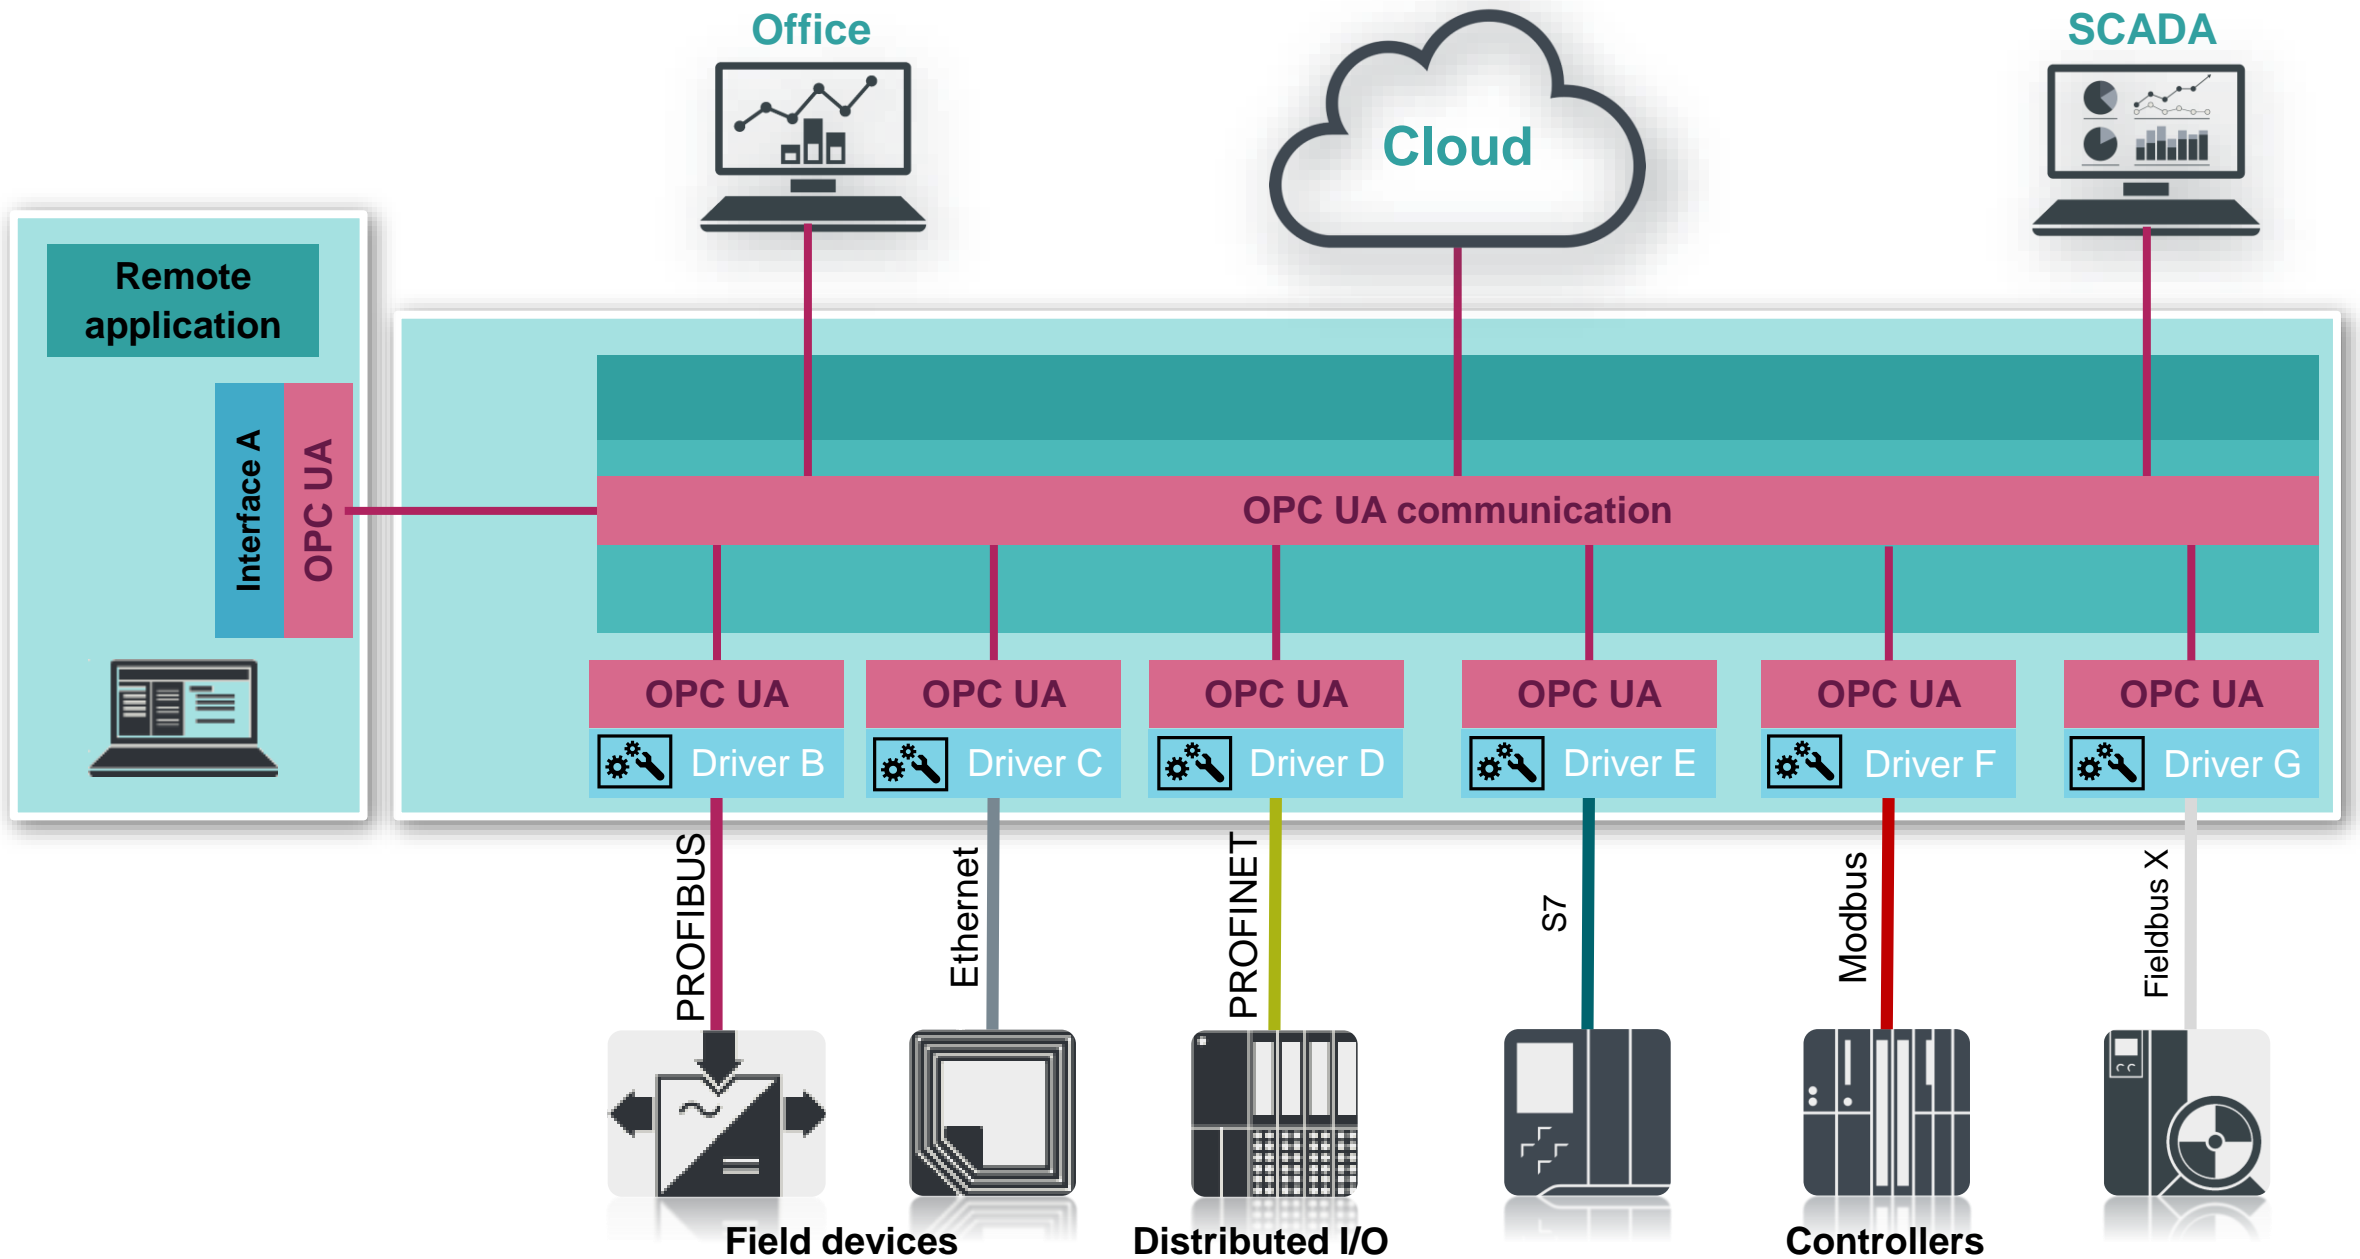 Office
Cloud
SCADA
Remote
application
Interface A
OPC UA
OPC UA communication
OPC UA
OPC UA
OPC UA
OPC UA
OPC UA
OPC UA
Driver B
Driver C
Driver D
Driver E
Driver F
Driver G
PROFIBUS
Ethernet
PROFINET
S7
Modbus
Fieldbus X
Field devices
Distributed I/O
Controllers